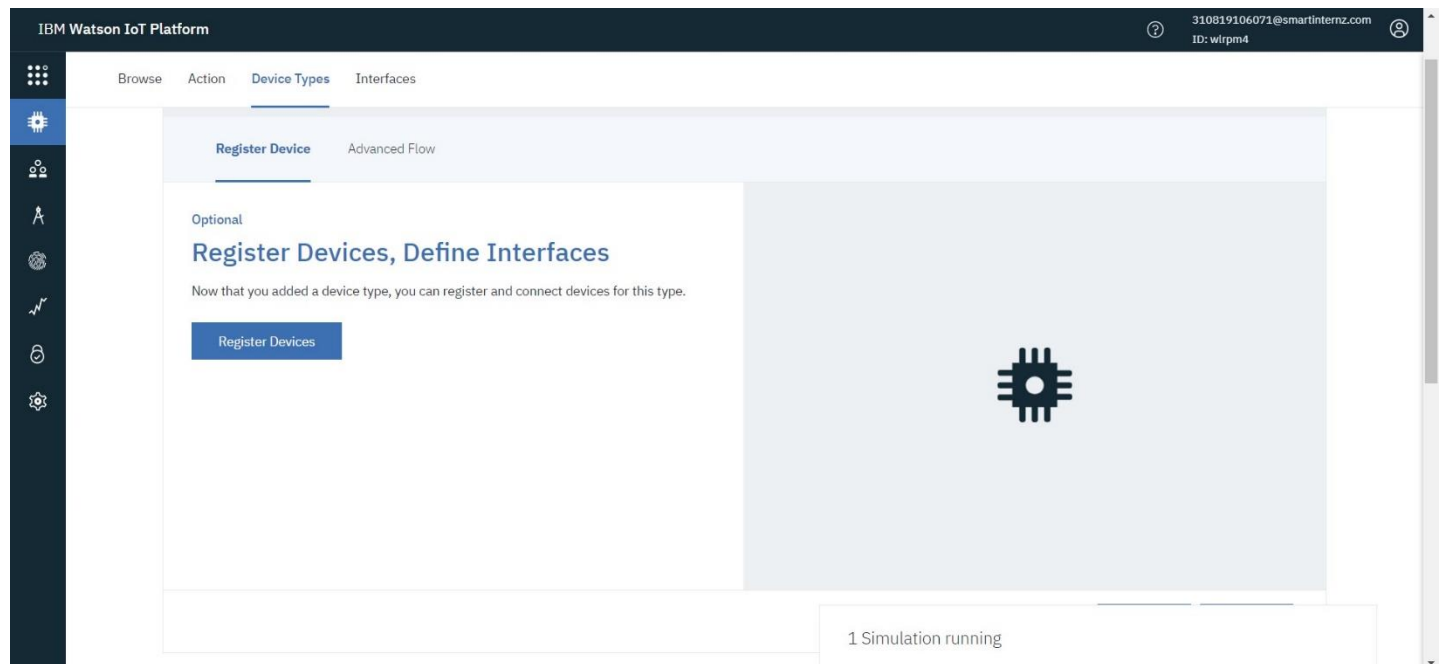 IBM Watson IoT Platform
310819106071@smartinternz.com
ID: wlrpm4
Browse Action Device Types Interfaces
Register Device Advanced Flow
Optional
Register Devices, Define Interfaces
Now that you added a device type, you can register and connect devices for this type.
Register Devices
1 Simulation running